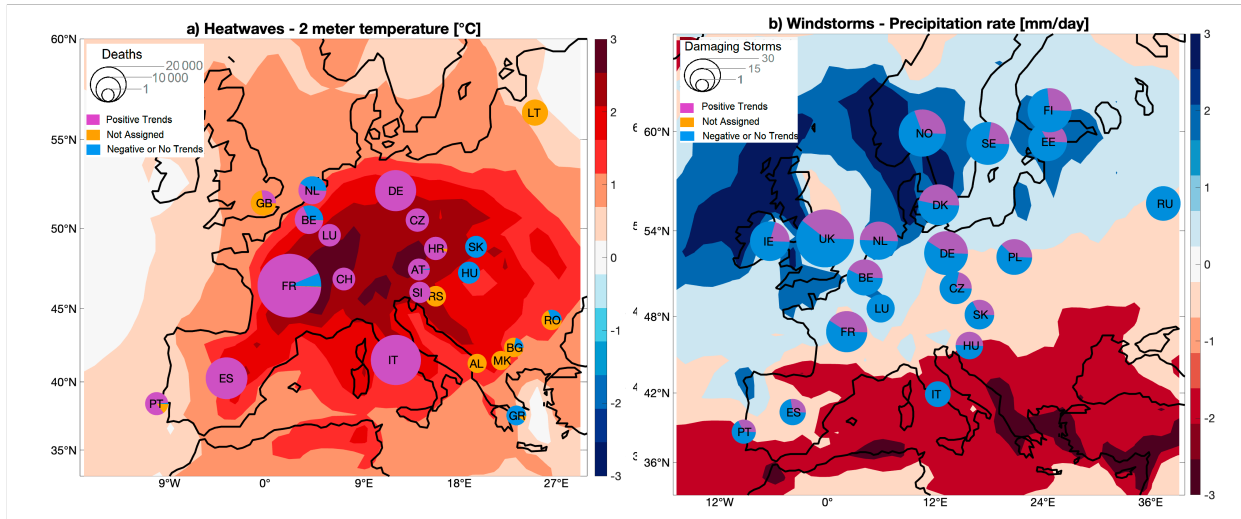 a) Heatwaves - 2 meter temperature [°C]
60°N
55°N
50°N
45°N
40°N
35°N
9°W
0°
9°E
18°E
27°E
Deaths
20 000
10 000
1
Positive Trends
Not Assigned
Negative or No Trends
LT
GB
NL
DE
BE
LU
CZ
HR
SK
FR
CH
AT
HU
SI
RS
RO
IT
BG
AL
MK
ES
PT
GR
3
2
1
0
-1
-2
-3
b) Windstorms - Precipitation rate [mm/day]
6
5
4
4
3
60°N
54°N
48°N
42°N
36°N
12°W
0°
12°E
24°E
36°E
Damaging Storms
30
15
1
Positive Trends
Not Assigned
Negative or No Trends
NO
SE
FI
EE
RU
DK
IE
UK
NL
DE
PL
BE
CZ
LU
SK
FR
HU
IT
ES
PT
3
2
1
0
-1
-2
-3